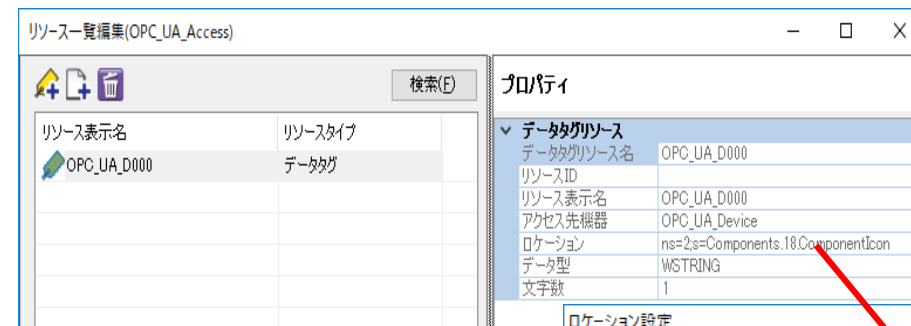 リソース一覧編集(OPC_UA_Access)
検索(F)
リソース表示名 リソースタイプ
OPC_UA_D000 データタグ
プロパティ
データタグリソース
データタグリソース名 OPC_UA_D000
リソースID
リソース表示名 OPC_UA_D000
アクセス先機器 OPC_UA_Device
ロケーション ns=2;s=Components.18.ComponentIcon
データ型 WSTRING
文字数 1
ロケーション設定